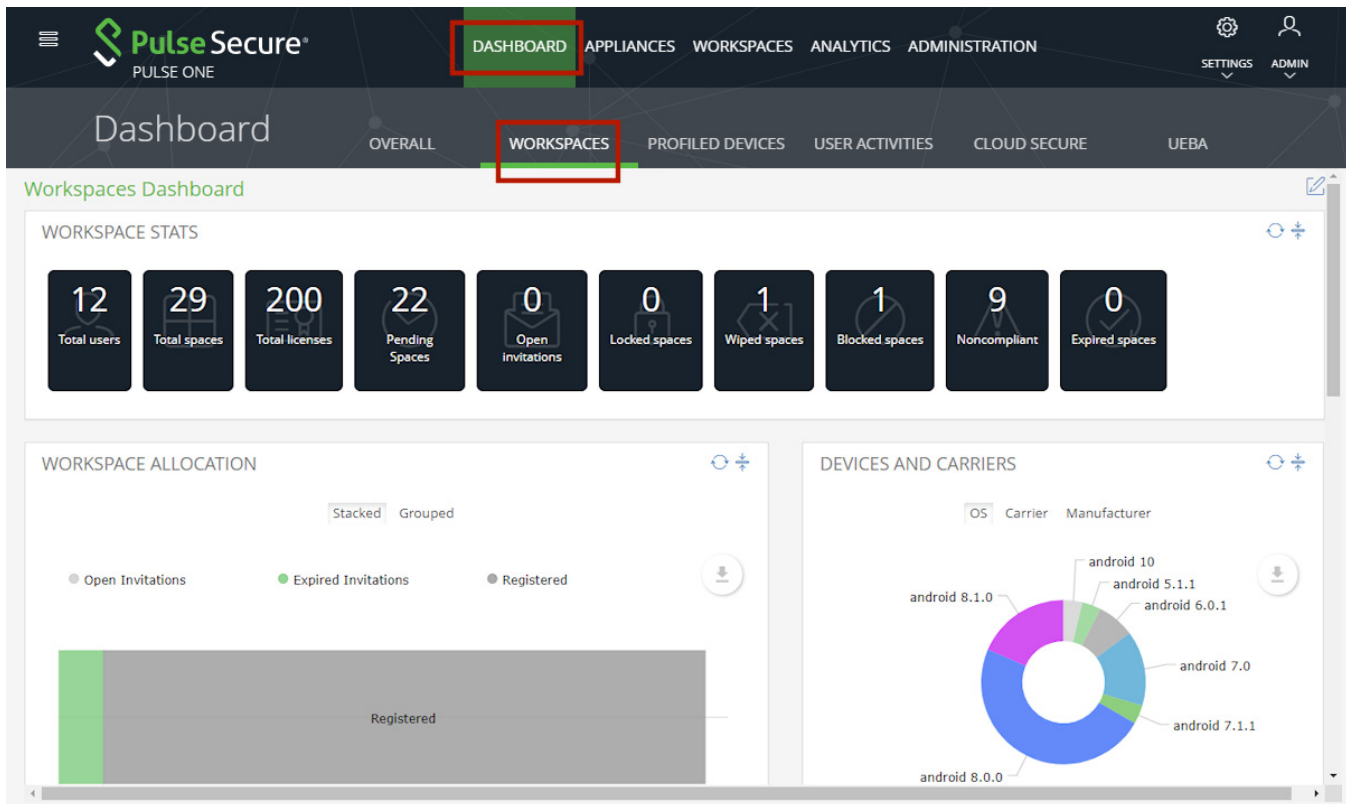 Pulse Secure®
PULSE ONE
DASHBOARD APPLIANCES WORKSPACES ANALYTICS ADMINISTRATION
SETTINGS ADMIN
Dashboard
OVERALL WORKSPACES PROFILED DEVICES USER ACTIVITIES CLOUD SECURE UEBA
Workspaces Dashboard
WORKSPACE STATS
12
Total users
29
Total spaces
200
Total licenses
22
Pending
Spaces
0
Open
invitations
0
Locked spaces
1
Wiped spaces
1
Blocked spaces
9
Noncompliant
0
Expired spaces
WORKSPACE ALLOCATION
Stacked Grouped
Open Invitations Expired Invitations Registered
Registered
DEVICES AND CARRIERS
OS Carrier Manufacturer
android 10
android 5.1.1
android 8.1.0
android 6.0.1
android 7.0
android 7.1.1
android 8.0.0